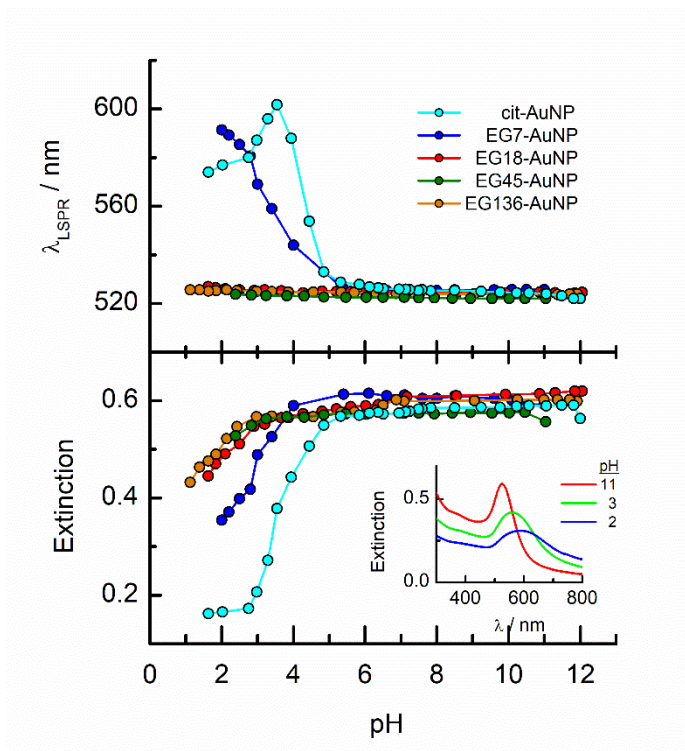 λLSPR / nm
600
560
520
cit-AuNP
EG7-AuNP
EG18-AuNP
EG45-AuNP
EG136-AuNP
Extinction
0.6
0.4
0.2
0 2 4 6 8 10 12
pH
Extinction
0.5
0.0
400 600 800
λ / nm
pH
11
3
2